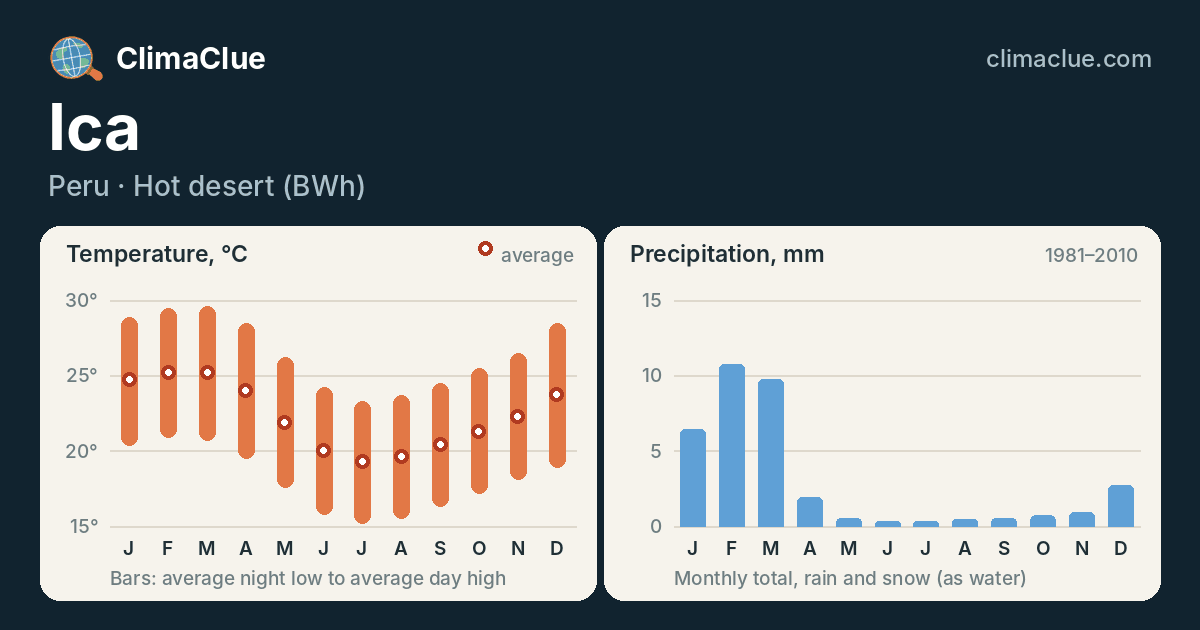 ClimaClue
climaclue.com
Ica
Peru · Hot desert (BWh)
Temperature, °C
average
30°
25°
20°
15°
J F M A M J J A S O N D
Bars: average night low to average day high
Precipitation, mm
1981–2010
15
10
5
0
J F M A M J J A S O N D
Monthly total, rain and snow (as water)